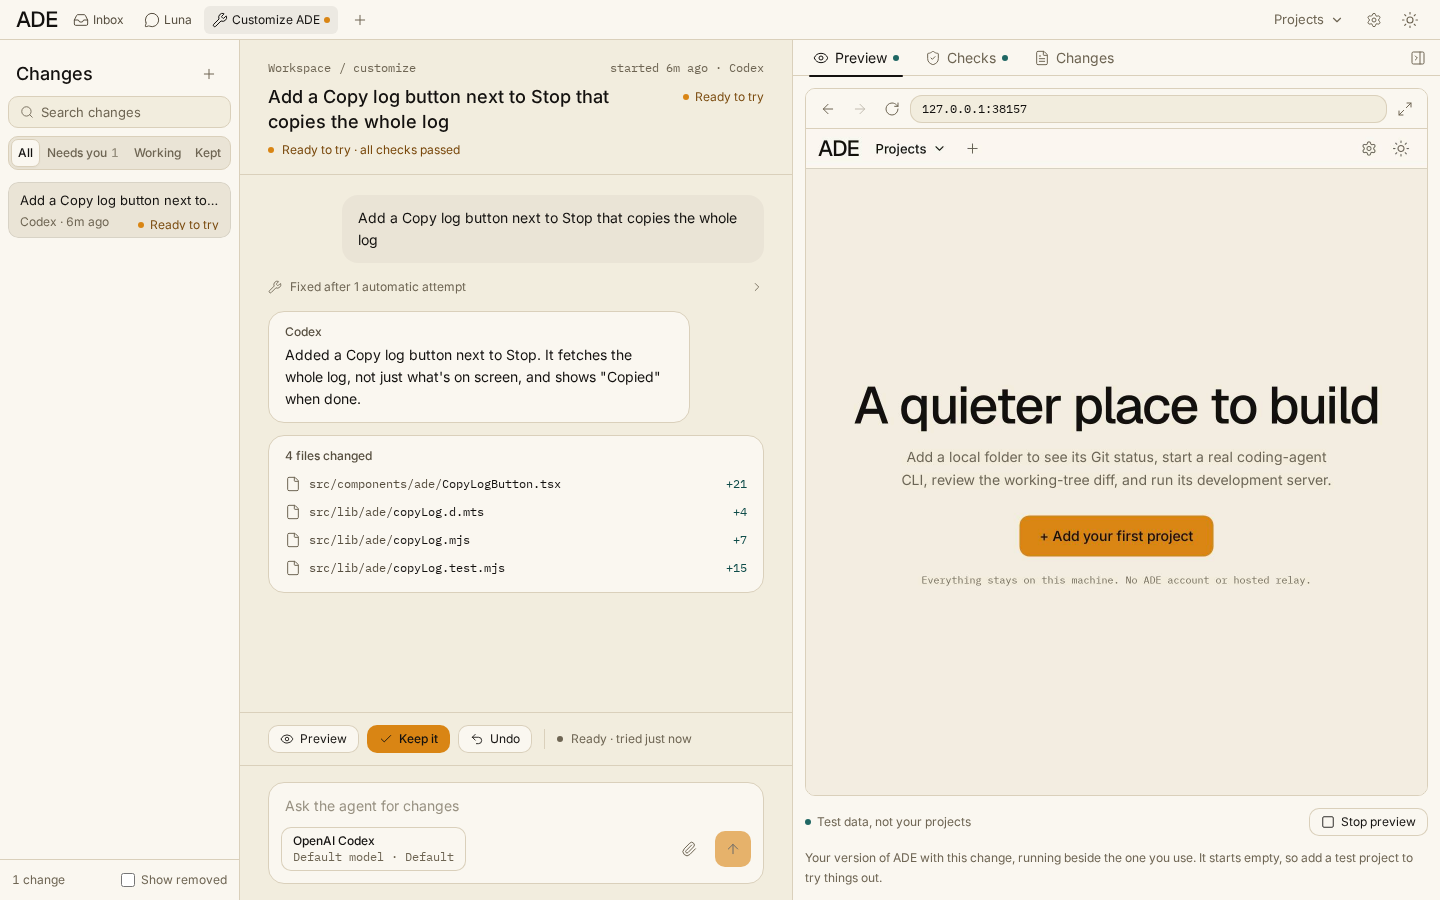 ADE
Inbox
Luna
Customize ADE
Projects
Changes
Search changes
All
Needs you 1
Working
Kept
Add a Copy log button next to...
Codex · 6m ago
Ready to try
1 change
Show removed
Workspace / customize
started 6m ago · Codex
Add a Copy log button next to Stop that
copies the whole log
Ready to try
Ready to try · all checks passed
Add a Copy log button next to Stop that copies the whole
log
Fixed after 1 automatic attempt
Codex
Added a Copy log button next to Stop. It fetches the
whole log, not just what's on screen, and shows "Copied"
when done.
4 files changed
src/components/ade/CopyLogButton.tsx +21
src/lib/ade/copyLog.d.mts +4
src/lib/ade/copyLog.mjs +7
src/lib/ade/copyLog.test.mjs +15
Preview
Keep it
Undo
Ready · tried just now
Ask the agent for changes
OpenAI Codex
Default model · Default
Preview
Checks
Changes
127.0.0.1:38157
ADE
Projects
A quieter place to build
Add a local folder to see its Git status, start a real coding-agent
CLI, review the working-tree diff, and run its development server.
+ Add your first project
Everything stays on this machine. No ADE account or hosted relay.
Test data, not your projects
Stop preview
Your version of ADE with this change, running beside the one you use. It starts empty, so add a test project to
try things out.